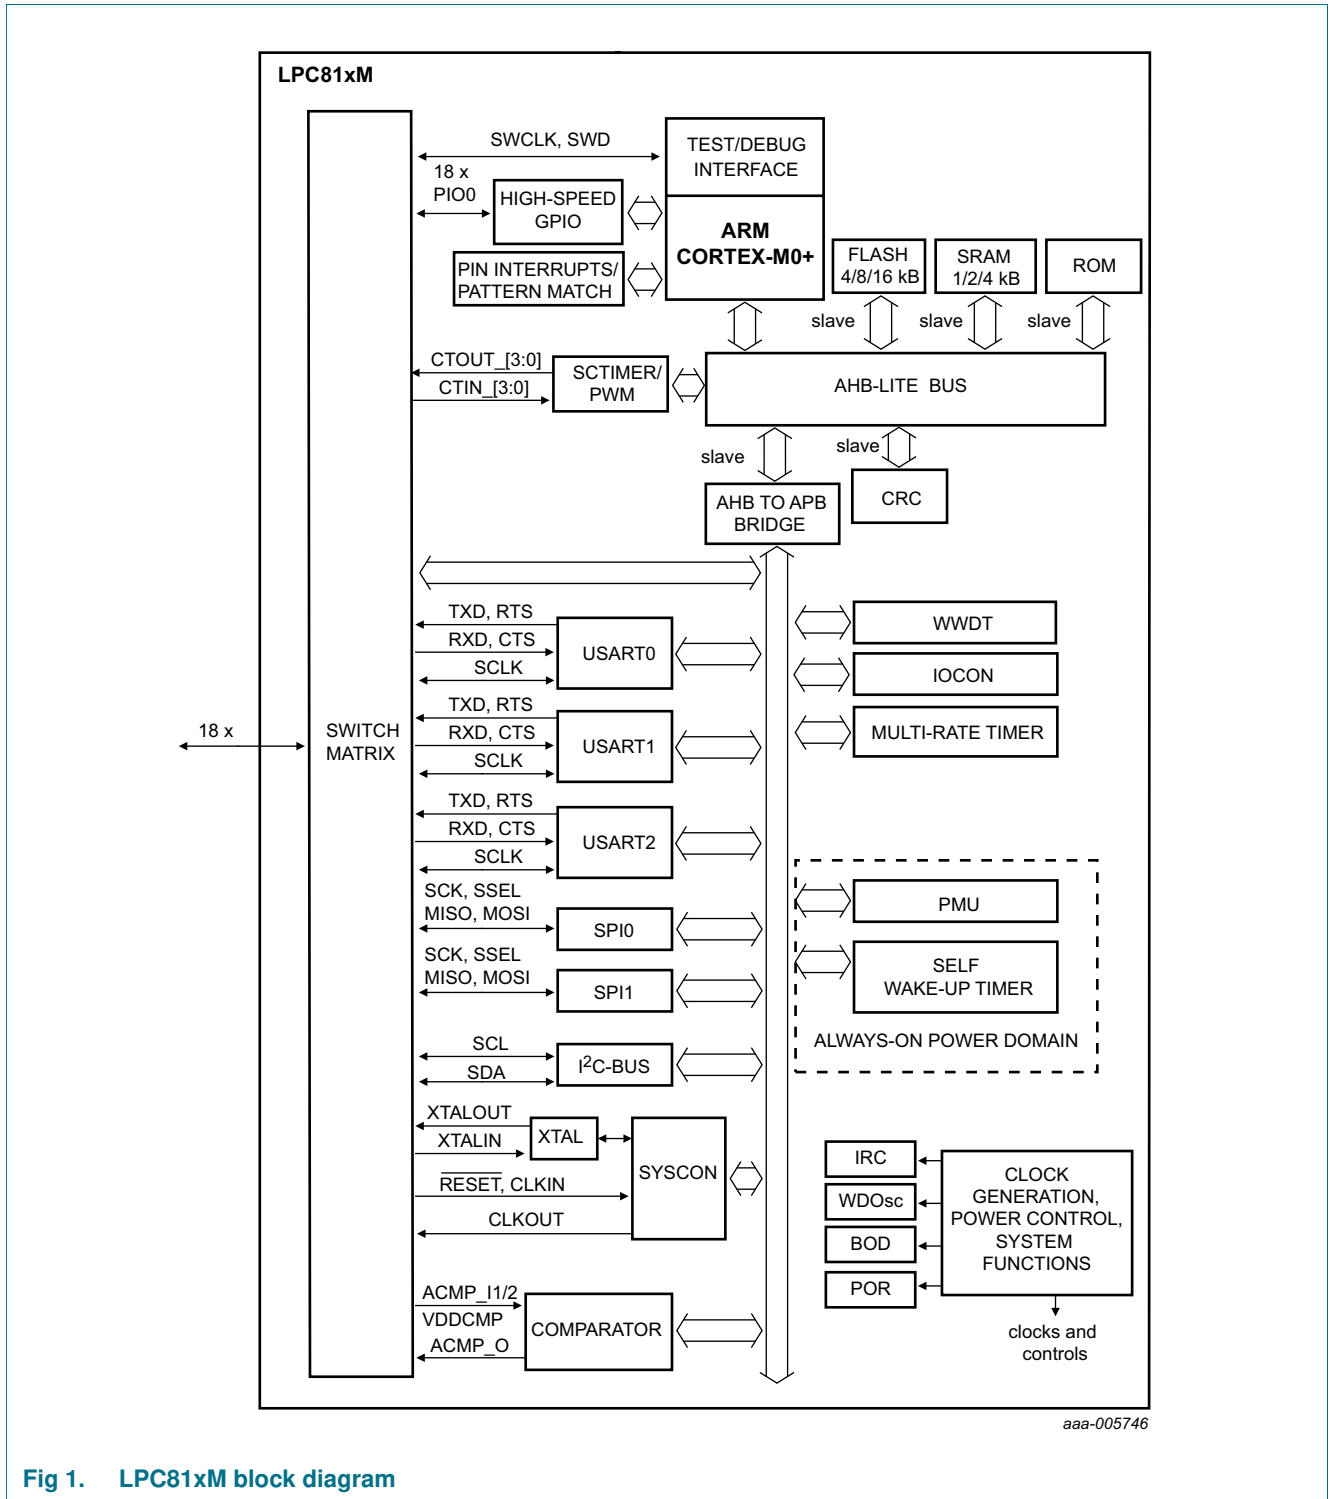 LPC81xM
SWCLK, SWD
TEST/DEBUG
INTERFACE
18 x
PIO0
HIGH-SPEED
GPIO
ARM
CORTEX-M0+
PIN INTERRUPTS/
PATTERN MATCH
FLASH
4/8/16 kB
SRAM
1/2/4 kB
ROM
slave
slave
slave
CTOUT_[3:0]
CTIN_[3:0]
SCTIMER/
PWM
AHB-LITE BUS
slave
slave
AHB TO APB
BRIDGE
CRC
TXD, RTS
RXD, CTS
SCLK
USART0
WWDT
IOCON
18 x
SWITCH
MATRIX
TXD, RTS
RXD, CTS
SCLK
USART1
MULTI-RATE TIMER
TXD, RTS
RXD, CTS
SCLK
USART2
SCK, SSEL
MISO, MOSI
SPI0
PMU
SCK, SSEL
MISO, MOSI
SPI1
SELF
WAKE-UP TIMER
ALWAYS-ON POWER DOMAIN
SCL
SDA
I2C-BUS
XTALOUT
XTALIN
XTAL
RESET, CLKIN
CLKOUT
SYSCON
IRC
WDOsc
BOD
POR
CLOCK
GENERATION,
POWER CONTROL,
SYSTEM
FUNCTIONS
clocks and
controls
ACMP_I1/2
VDDCMP
ACMP_O
COMPARATOR
aaa-005746
Fig 1. LPC81xM block diagram